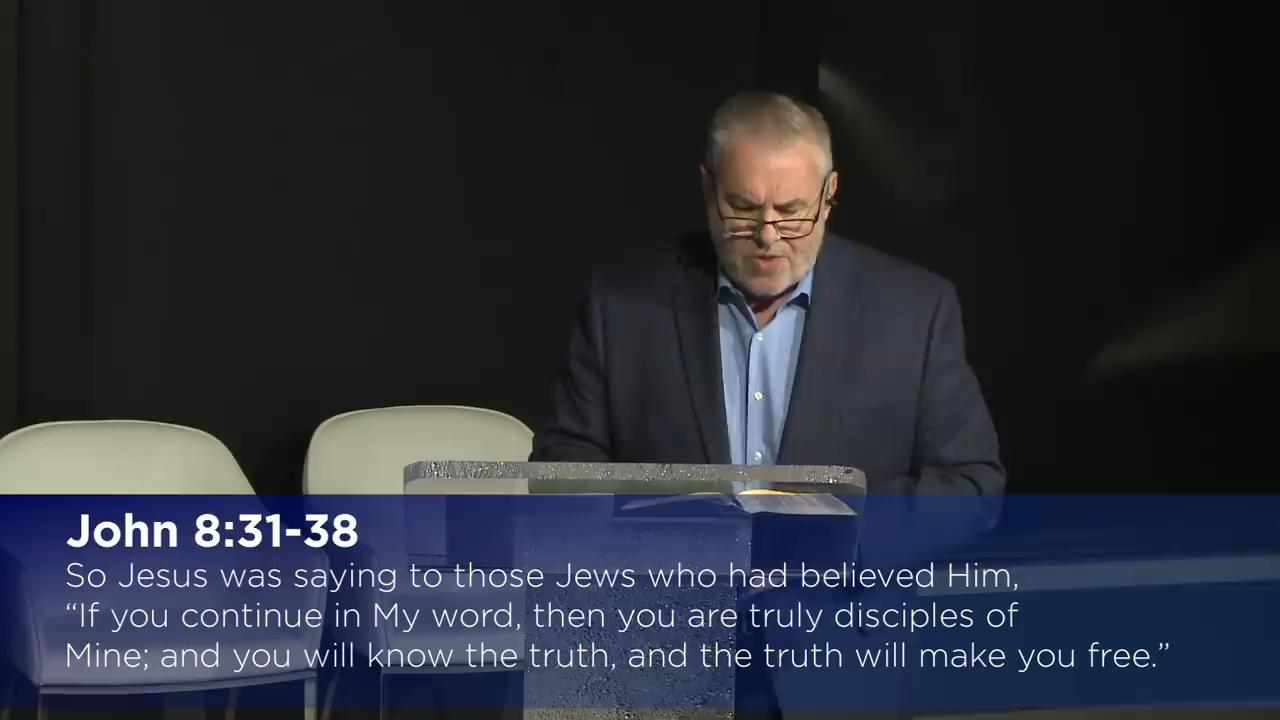 John 8:31-38
So Jesus was saying to those Jews who had believed Him,
“If you continue in My word, then you are truly disciples of
Mine; and you will know the truth, and the truth will make you free.”